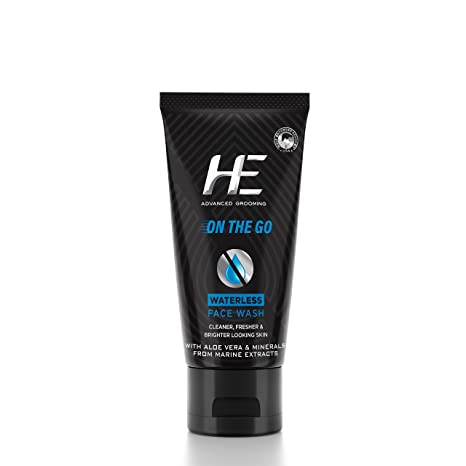 HE
ADVANCED GROOMING
ON THE GO
WATERLESS
FACE WASH
CLEANER, FRESHER &
BRIGHTER LOOKING SKIN
WITH ALOE VERA & MINERALS
FROM MARINE EXTRACTS